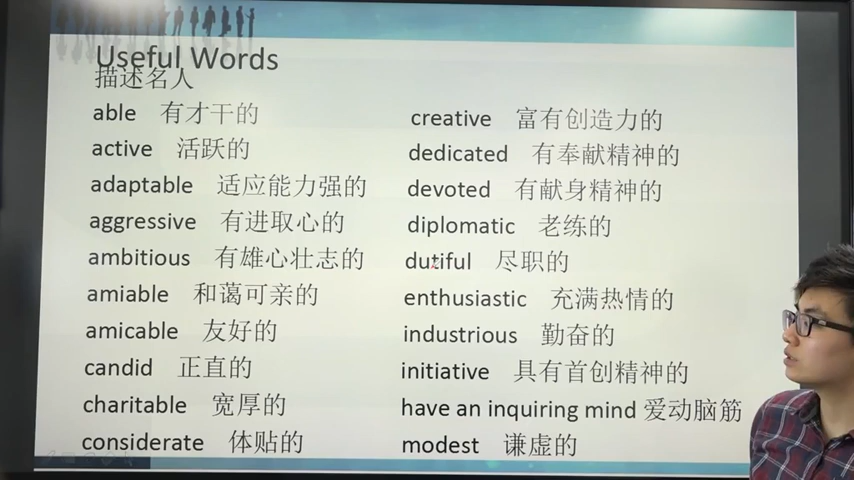 Useful Words
描述名人
able 有才干的
active 活跃的
adaptable 适应能力强的
aggressive 有进取心的
ambitious 有雄心壮志的
amiable 和蔼可亲的
amicable 友好的
candid 正直的
charitable 宽厚的
considerate 体贴的
creative 富有创造力的
dedicated 有奉献精神的
devoted 有献身精神的
diplomatic 老练的
dutiful 尽职的
enthusiastic 充满热情的
industrious 勤奋的
initiative 具有首创精神的
have an inquiring mind 爱动脑筋
modest 谦虚的